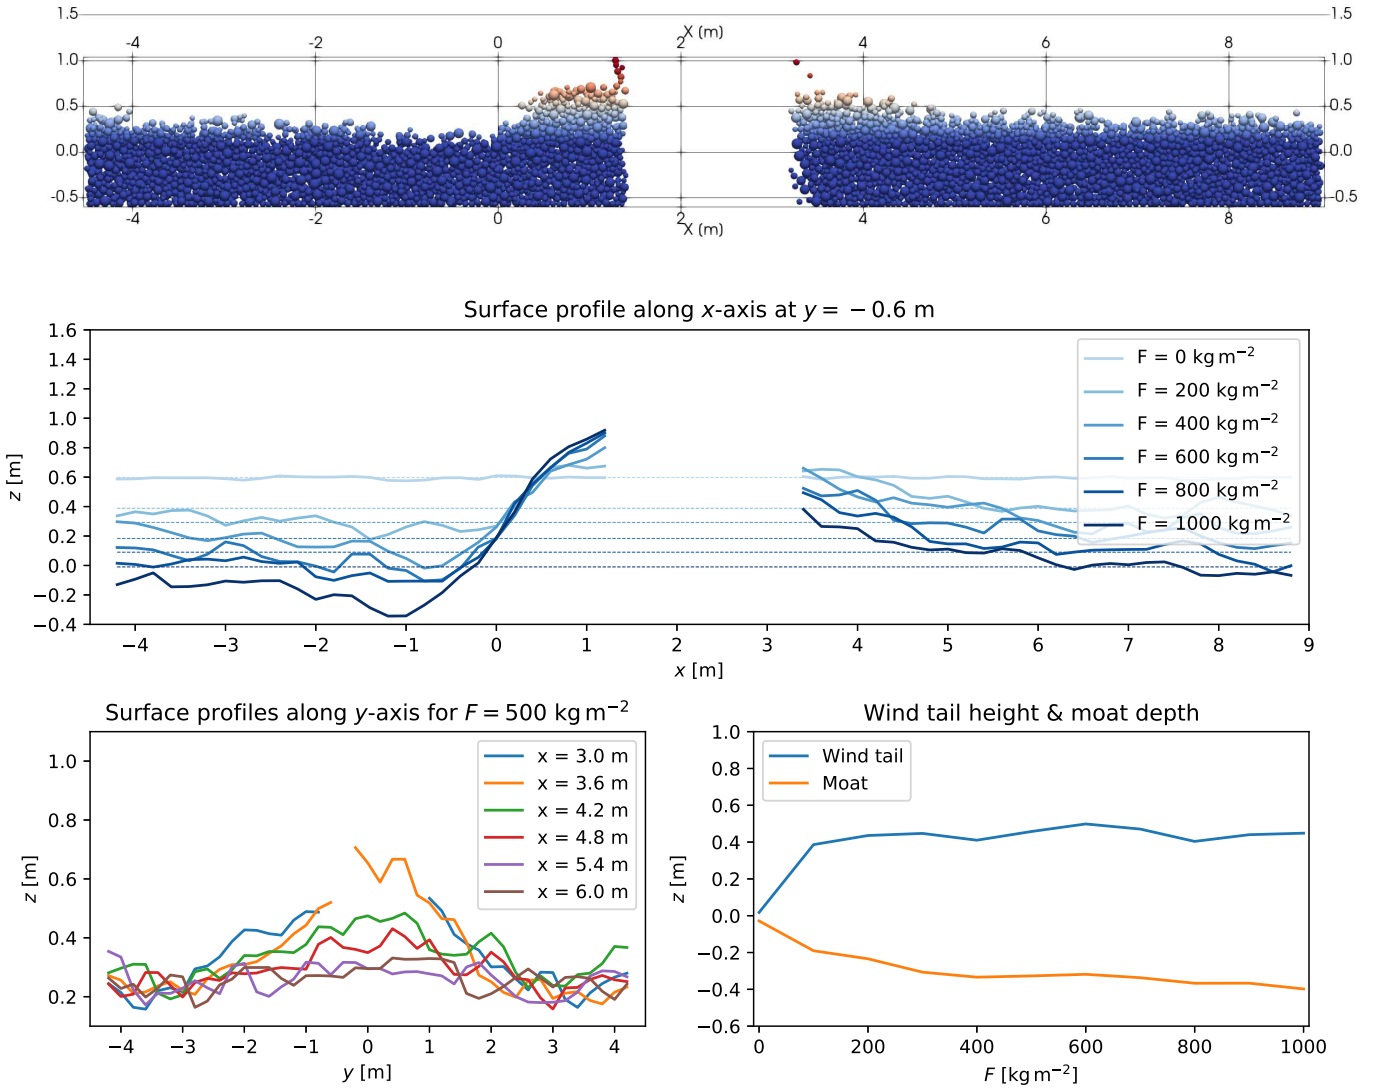 1.5 1.5
X (m)
-4 -2 0 2 4 6 8
1.0 1.0
0.5 0.5
0.0 0.0
-0.5 -0.5
-4 -2 0 2 4 6 8
X (m)
Surface profile along x-axis at y = −0.6 m
z [m]
1.6
1.4
1.2
1.0
0.8
0.6
0.4
0.2
0.0
−0.2
−0.4
F = 0 kg m⁻²
F = 200 kg m⁻²
F = 400 kg m⁻²
F = 600 kg m⁻²
F = 800 kg m⁻²
F = 1000 kg m⁻²
−4 −3 −2 −1 0 1 2 3 4 5 6 7 8 9
x [m]
Surface profiles along y-axis for F = 500 kg m⁻²
z [m]
1.0
0.8
0.6
0.4
0.2
x = 3.0 m
x = 3.6 m
x = 4.2 m
x = 4.8 m
x = 5.4 m
x = 6.0 m
−4 −3 −2 −1 0 1 2 3 4
y [m]
Wind tail height & moat depth
z [m]
1.0
0.8
0.6
0.4
0.2
0.0
−0.2
−0.4
−0.6
Wind tail
Moat
0 200 400 600 800 1000
F [kg m⁻²]